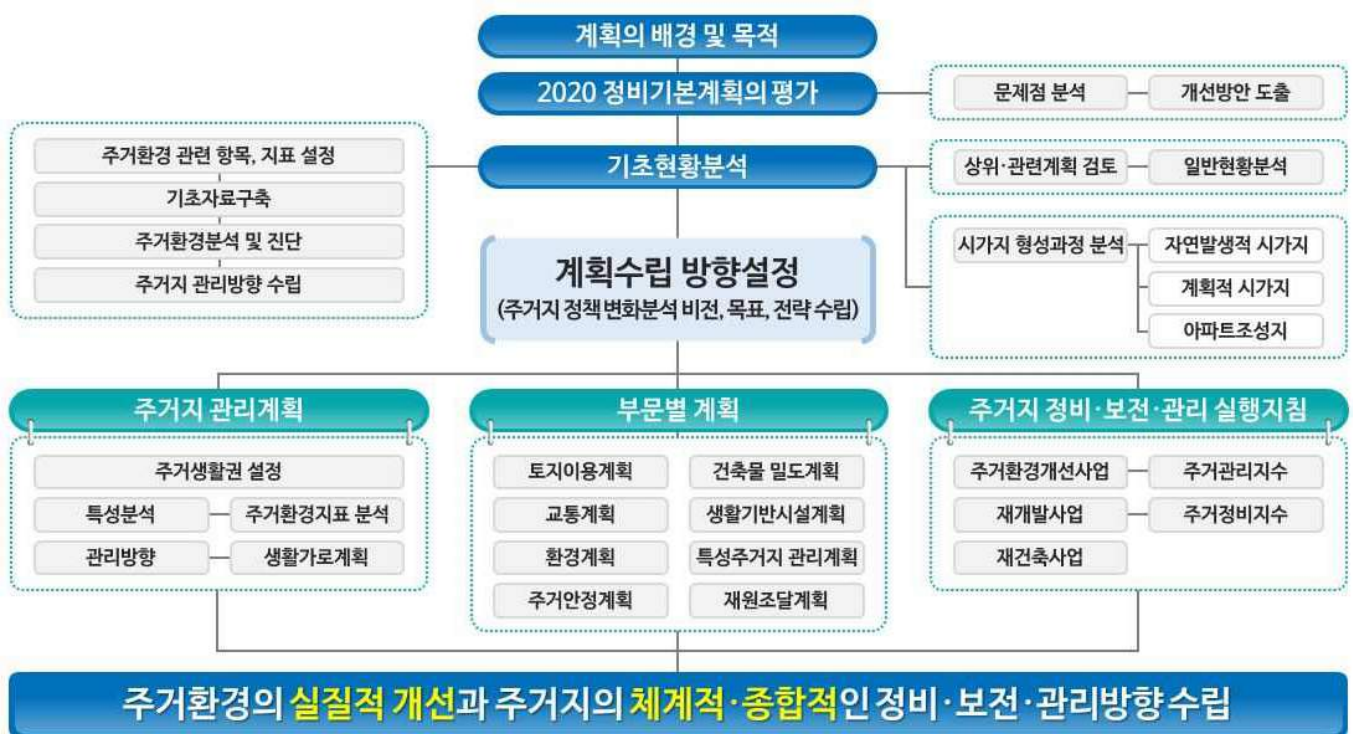 계획의 배경 및 목적
2020 정비기본계획의 평가
문제점 분석
개선방안 도출
기초현황분석
주거환경 관련 항목, 지표 설정
기초자료구축
주거환경분석 및 진단
주거지 관리방향 수립
상위·관련계획 검토
일반현황분석
시가지 형성과정 분석
자연발생적 시가지
계획적 시가지
아파트조성지
계획수립 방향설정
(주거지 정책 변화분석 비전, 목표, 전략 수립)
주거지 관리계획
주거생활권 설정
특성분석
주거환경지표 분석
관리방향
생활가로계획
부문별 계획
토지이용계획
건축물 밀도계획
교통계획
생활기반시설계획
환경계획
특성주거지 관리계획
주거안정계획
재원조달계획
주거지 정비·보전·관리 실행지침
주거환경개선사업
주거관리지수
재개발사업
주거정비지수
재건축사업
주거환경의 실질적 개선과 주거지의 체계적·종합적인 정비·보전·관리방향 수립